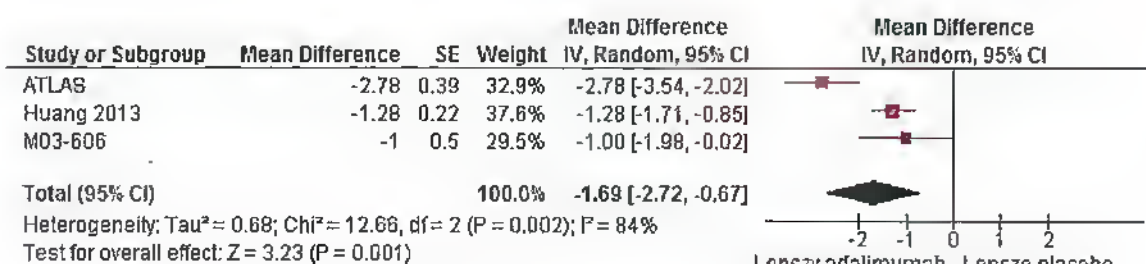 Mean Difference Mean Difference
Study or Subgroup Mean Difference SE Weight IV, Random, 95% CI IV, Random, 95% CI
ATLAS -2.78 0.39 32.9% -2.78 [-3.54, -2.02]
Huang 2013 -1.28 0.22 37.6% -1.28 [-1.71, -0.85]
M03-606 -1 0.5 29.5% -1.00 [-1.98, -0.02]
Total (95% CI) 100.0% -1.69 [-2.72, -0.67]
Heterogeneity: Tau² = 0.68; Chi² = 12.66, df = 2 (P = 0.002); I² = 84%
-2 -1 0 1 2
Test for overall effect: Z = 3.23 (P = 0.001)
adalimumab placebo